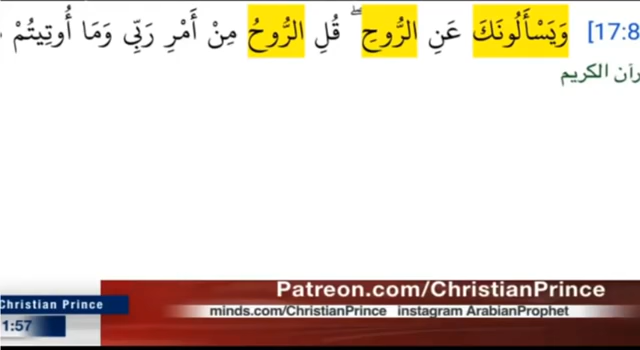 [17:8 وَيَسْأَلُونَكَ عَنِ الرُّوحِ ۖ قُلِ الرُّوحُ مِنْ أَمْرِ رَبِّي وَمَا أُوتِيتُمْ
رآن الكريم
Patreon.com/ChristianPrince
Christian Prince
minds.com/ChristianPrince instagram ArabianProphet
1:57